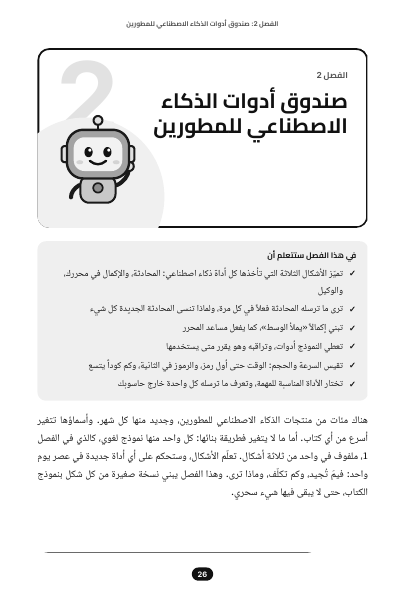 الفصل 2: صندوق أدوات الذكاء الاصطناعي للمطورين
2
الفصل 2
صندوق أدوات الذكاء
الاصطناعي للمطورين
في هذا الفصل ستتعلم أن
✓ تميّز الأشكال الثلاثة التي تأخذها كل أداة ذكاء اصطناعي: المحادثة، والإكمال في محررك،
والوكيل
✓ ترى ما ترسله المحادثة فعلاً في كل مرة، ولماذا تنسى المحادثة الجديدة كل شيء
✓ تبني إكمالاً «يملأ الوسط»، كما يفعل مساعد المحرر
✓ تعطي النموذج أدوات، وتراقبه وهو يقرر متى يستخدمها
✓ تقيس السرعة والحجم: الوقت حتى أول رمز، والرموز في الثانية، وكم كوداً يتسع
✓ تختار الأداة المناسبة للمهمة، وتعرف ما ترسله كل واحدة خارج حاسوبك
هناك مئات من منتجات الذكاء الاصطناعي للمطورين، وجديد منها كل شهر. وأسماؤها تتغير
أسرع من أي كتاب. أما ما لا يتغير فطريقة بنائها: كل واحد منها نموذج لغوي، كالذي في الفصل
1، ملفوف في واحد من ثلاثة أشكال. تعلّم الأشكال، وستحكم على أي أداة جديدة في عصر يوم
واحد: فيمَ تُجيد، وكم تكلّف، وماذا ترى. وهذا الفصل يبني نسخة صغيرة من كل شكل بنموذج
الكتاب، حتى لا يبقى فيها شيء سحري.
26